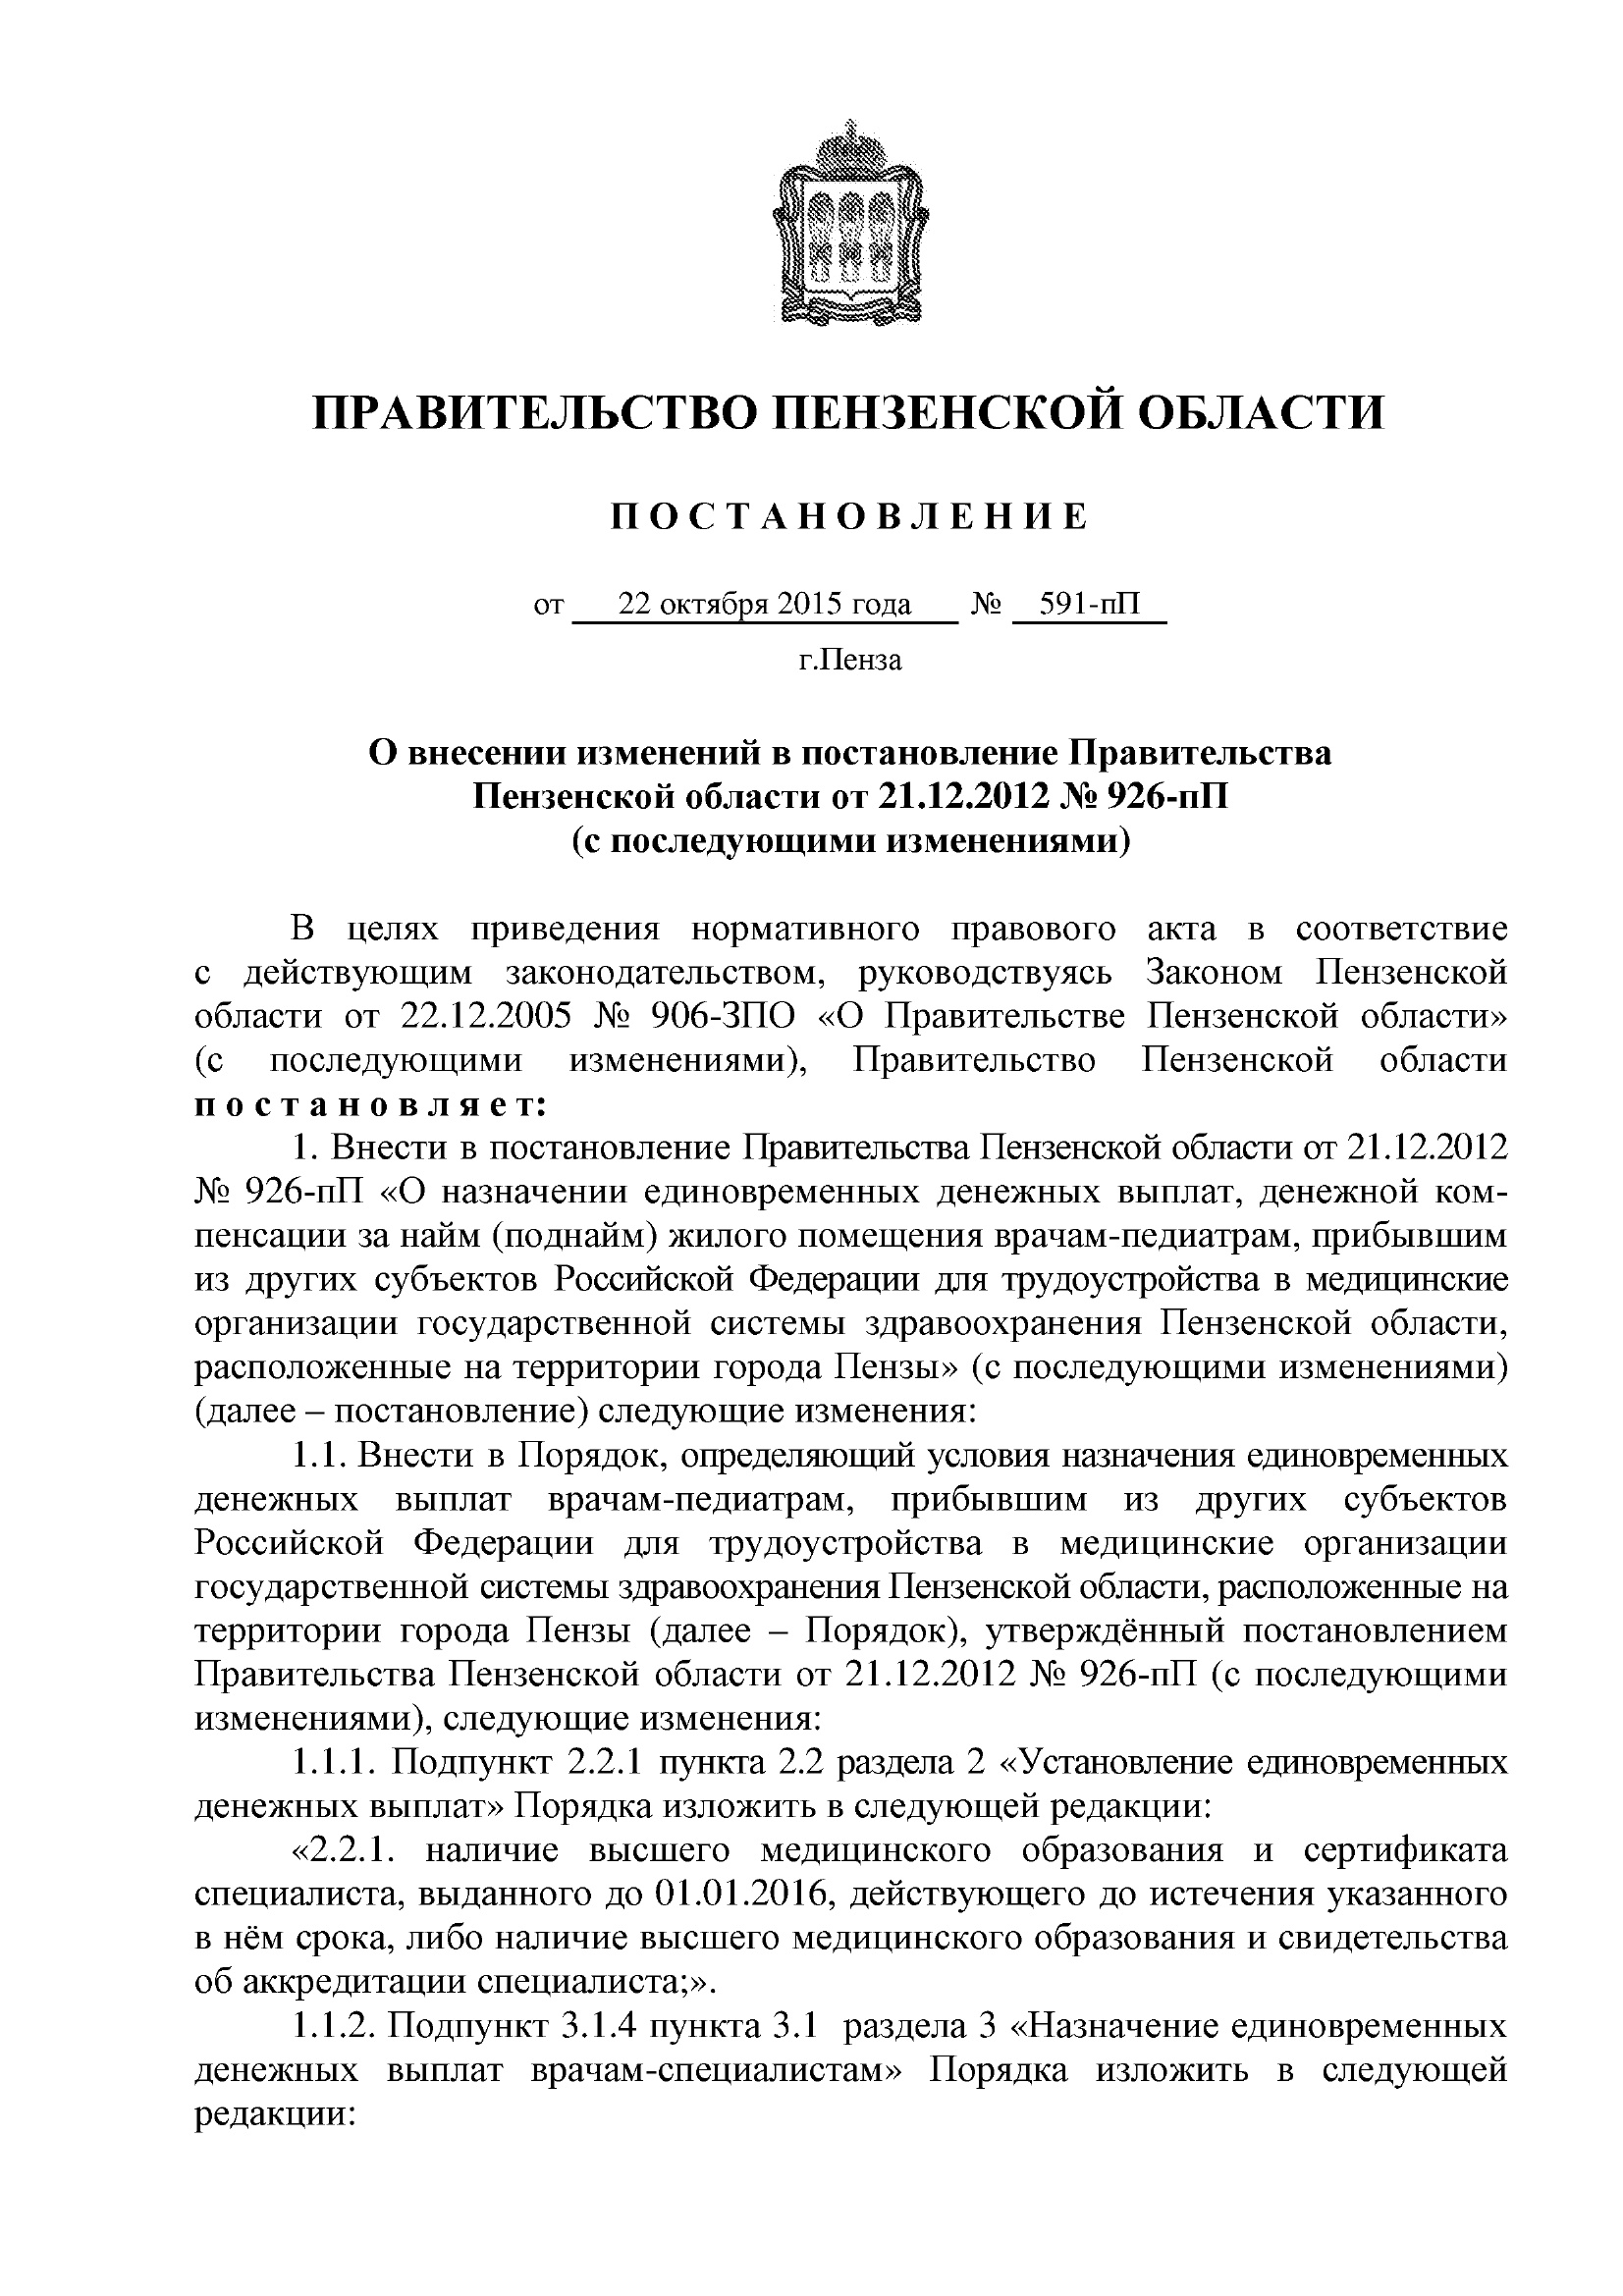 ПРАВИТЕЛЬСТВО ПЕНЗЕНСКОЙ ОБЛАСТИ
П О С Т А Н О В Л Е Н И Е
от 22 октября 2015 года № 591-пП
г.Пенза
О внесении изменений в постановление Правительства
Пензенской области от 21.12.2012 № 926-пП
(с последующими изменениями)
В целях приведения нормативного правового акта в соответствие
с действующим законодательством, руководствуясь Законом Пензенской
области от 22.12.2005 № 906-ЗПО «О Правительстве Пензенской области»
(с последующими изменениями), Правительство Пензенской области
п о с т а н о в л я е т:
1. Внести в постановление Правительства Пензенской области от 21.12.2012
№ 926-пП «О назначении единовременных денежных выплат, денежной ком-
пенсации за найм (поднайм) жилого помещения врачам-педиатрам, прибывшим
из других субъектов Российской Федерации для трудоустройства в медицинские
организации государственной системы здравоохранения Пензенской области,
расположенные на территории города Пензы» (с последующими изменениями)
(далее – постановление) следующие изменения:
1.1. Внести в Порядок, определяющий условия назначения единовременных
денежных выплат врачам-педиатрам, прибывшим из других субъектов
Российской Федерации для трудоустройства в медицинские организации
государственной системы здравоохранения Пензенской области, расположенные на
территории города Пензы (далее – Порядок), утверждённый постановлением
Правительства Пензенской области от 21.12.2012 № 926-пП (с последующими
изменениями), следующие изменения:
1.1.1. Подпункт 2.2.1 пункта 2.2 раздела 2 «Установление единовременных
денежных выплат» Порядка изложить в следующей редакции:
«2.2.1. наличие высшего медицинского образования и сертификата
специалиста, выданного до 01.01.2016, действующего до истечения указанного
в нём срока, либо наличие высшего медицинского образования и свидетельства
об аккредитации специалиста;».
1.1.2. Подпункт 3.1.4 пункта 3.1 раздела 3 «Назначение единовременных
денежных выплат врачам-специалистам» Порядка изложить в следующей
редакции: